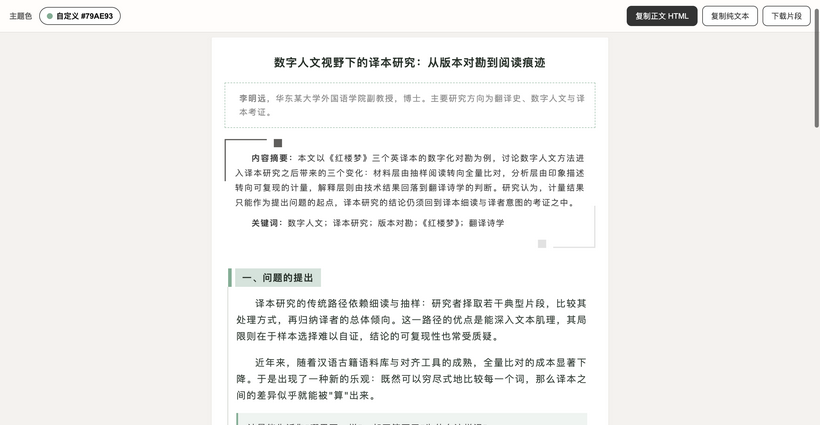 主题色 自定义 #79AE93 复制正文 HTML 复制纯文本 下载片段
数字人文视野下的译本研究：从版本对勘到阅读痕迹
李明远，华东某大学外国语学院副教授，博士。主要研究方向为翻译史、数字人文与译
本考证。
内容摘要：本文以《红楼梦》三个英译本的数字化对勘为例，讨论数字人文方法进
入译本研究之后带来的三个变化：材料层由抽样阅读转向全量比对，分析层由印象描述
转向可复现的计量，解释层则由技术结果回落到翻译诗学的判断。研究认为，计量结果
只能作为提出问题的起点，译本研究的结论仍须回到译本细读与译者意图的考证之中。
关键词：数字人文；译本研究；版本对勘；《红楼梦》；翻译诗学
一、问题的提出
译本研究的传统路径依赖细读与抽样：研究者择取若干典型片段，比较其
处理方式，再归纳译者的总体倾向。这一路径的优点是能深入文本肌理，其局
限则在于样本选择难以自证，结论的可复现性也常受质疑。
近年来，随着汉语古籍语料库与对齐工具的成熟，全量比对的成本显著下
降。于是出现了一种新的乐观：既然可以穷尽式地比较每一个词，那么译本之
间的差异似乎就能被"算"出来。